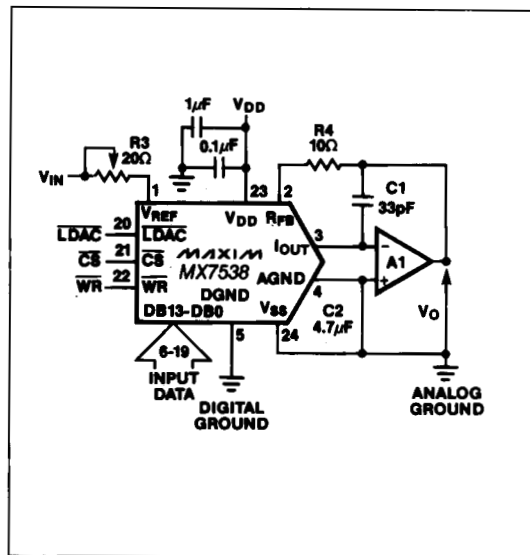 1µF
VDD
R3
20Ω
0.1µF
R4
10Ω
C1
33pF
VIN
1
23
2
VREF
VDD
RFB
IOUT
3
LDAC
20
LDAC
CS
21
CS
WR
22
WR
MAXIM
MX7538
AGND
4
DGND
VSS
DB13-DB0
−
A1
+
C2
4.7µF
VO
6-19
5
24
INPUT
DATA
DIGITAL
GROUND
ANALOG
GROUND